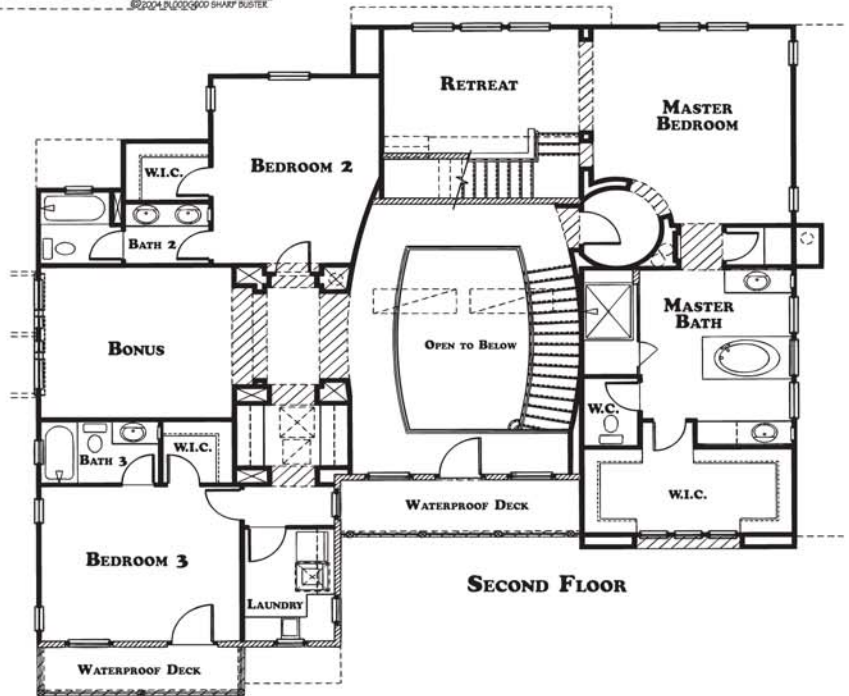 ©2004 BLOODGOOD SHARP BUSTER
RETREAT
MASTER
BEDROOM
BEDROOM 2
W.I.C.
BATH 2
MASTER
BATH
BONUS
OPEN TO BELOW
W.C.
BATH 3
W.I.C.
W.I.C.
WATERPROOF DECK
BEDROOM 3
SECOND FLOOR
LAUNDRY
WATERPROOF DECK